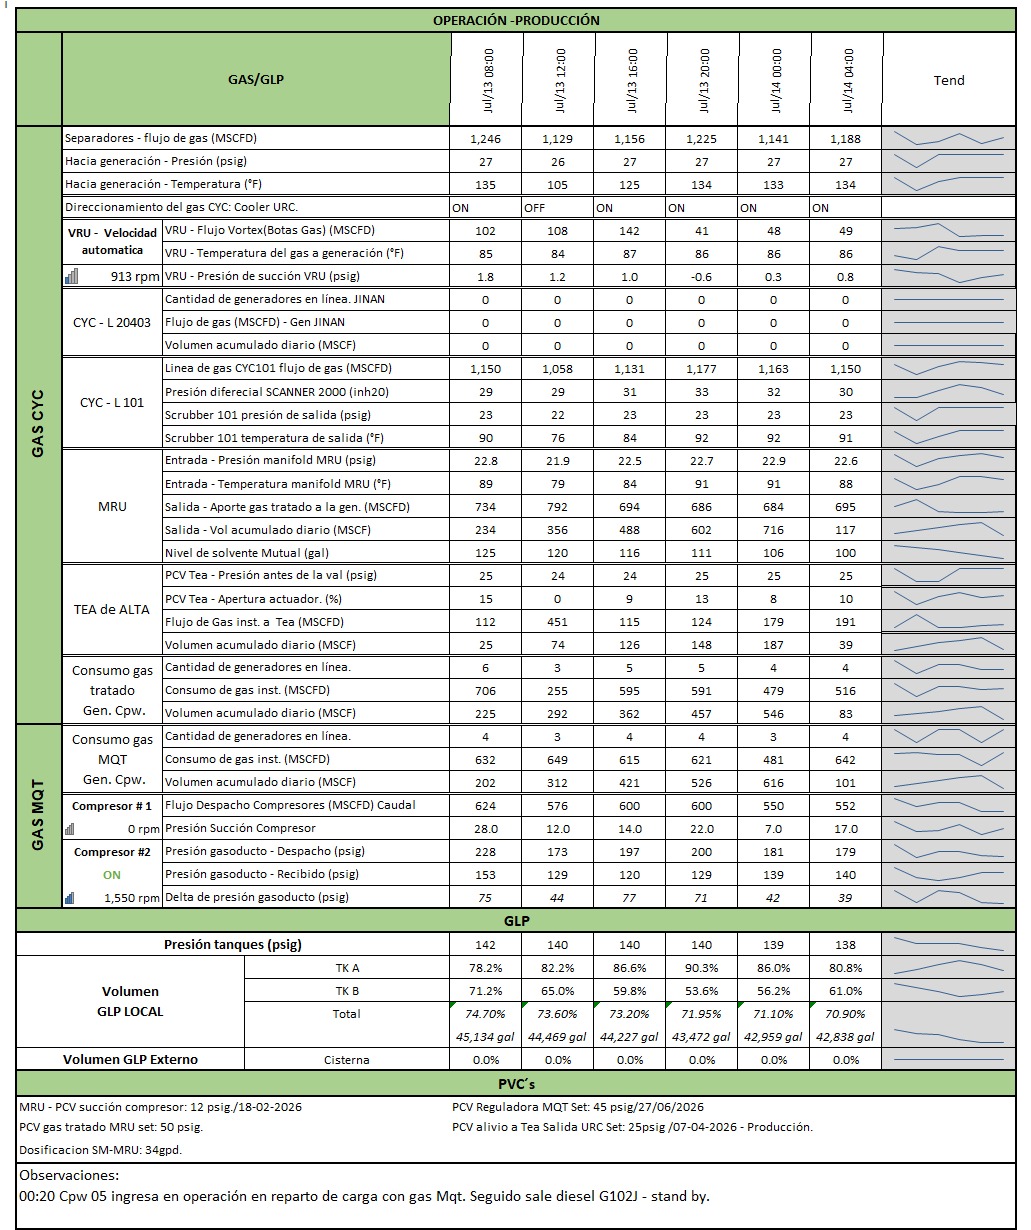 OPERACIÓN -PRODUCCIÓN
GAS/GLP Jul/13 08:00 Jul/13 12:00 Jul/13 16:00 Jul/13 20:00 Jul/14 00:00 Jul/14 04:00 Tend
GAS CYC
Separadores - flujo de gas (MSCFD) 1,246 1,129 1,156 1,225 1,141 1,188
Hacia generación - Presión (psig) 27 26 27 27 27 27
Hacia generación - Temperatura (°F) 135 105 125 134 133 134
Direccionamiento del gas CYC: Cooler URC. ON OFF ON ON ON ON
VRU - Velocidad automatica
913 rpm
VRU - Flujo Vortex(Botas Gas) (MSCFD) 102 108 142 41 48 49
VRU - Temperatura del gas a generación (°F) 85 84 87 86 86 86
VRU - Presión de succión VRU (psig) 1.8 1.2 1.0 -0.6 0.3 0.8
CYC - L 20403
Cantidad de generadores en línea. JINAN 0 0 0 0 0 0
Flujo de gas (MSCFD) - Gen JINAN 0 0 0 0 0 0
Volumen acumulado diario (MSCF) 0 0 0 0 0 0
CYC - L 101
Linea de gas CYC101 flujo de gas (MSCFD) 1,150 1,058 1,131 1,177 1,163 1,150
Presión diferecial SCANNER 2000 (inh20) 29 29 31 33 32 30
Scrubber 101 presión de salida (psig) 23 22 23 23 23 23
Scrubber 101 temperatura de salida (°F) 90 76 84 92 92 91
MRU
Entrada - Presión manifold MRU (psig) 22.8 21.9 22.5 22.7 22.9 22.6
Entrada - Temperatura manifold MRU (°F) 89 79 84 91 91 88
Salida - Aporte gas tratado a la gen. (MSCFD) 734 792 694 686 684 695
Salida - Vol acumulado diario (MSCF) 234 356 488 602 716 117
Nivel de solvente Mutual (gal) 125 120 116 111 106 100
TEA de ALTA
PCV Tea - Presión antes de la val (psig) 25 24 24 25 25 25
PCV Tea - Apertura actuador. (%) 15 0 9 13 8 10
Flujo de Gas inst. a Tea (MSCFD) 112 451 115 124 179 191
Volumen acumulado diario (MSCF) 25 74 126 148 187 39
Consumo gas tratado Gen. Cpw.
Cantidad de generadores en línea. 6 3 5 5 4 4
Consumo de gas inst. (MSCFD) 706 255 595 591 479 516
Volumen acumulado diario (MSCF) 225 292 362 457 546 83
GAS MQT
Consumo gas MQT Gen. Cpw.
Cantidad de generadores en línea. 4 3 4 4 3 4
Consumo de gas inst. (MSCFD) 632 649 615 621 481 642
Volumen acumulado diario (MSCF) 202 312 421 526 616 101
Compresor # 1
0 rpm
Flujo Despacho Compresores (MSCFD) Caudal 624 576 600 600 550 552
Presión Succión Compresor 28.0 12.0 14.0 22.0 7.0 17.0
Compresor #2
ON
1,550 rpm
Presión gasoducto - Despacho (psig) 228 173 197 200 181 179
Presión gasoducto - Recibido (psig) 153 129 120 129 139 140
Delta de presión gasoducto (psig) 75 44 77 71 42 39
GLP
Presión tanques (psig) 142 140 140 140 139 138
Volumen
GLP LOCAL
TK A 78.2% 82.2% 86.6% 90.3% 86.0% 80.8%
TK B 71.2% 65.0% 59.8% 53.6% 56.2% 61.0%
Total 74.70% 73.60% 73.20% 71.95% 71.10% 70.90%
45,134 gal 44,469 gal 44,227 gal 43,472 gal 42,959 gal 42,838 gal
Volumen GLP Externo Cisterna 0.0% 0.0% 0.0% 0.0% 0.0% 0.0%
PVC´s
MRU - PCV succión compresor: 12 psig./18-02-2026 PCV Reguladora MQT Set: 45 psig/27/06/2026
PCV gas tratado MRU set: 50 psig. PCV alivio a Tea Salida URC Set: 25psig /07-04-2026 - Producción.
Dosificacion SM-MRU: 34gpd.
Observaciones:
00:20 Cpw 05 ingresa en operación en reparto de carga con gas Mqt. Seguido sale diesel G102J - stand by.